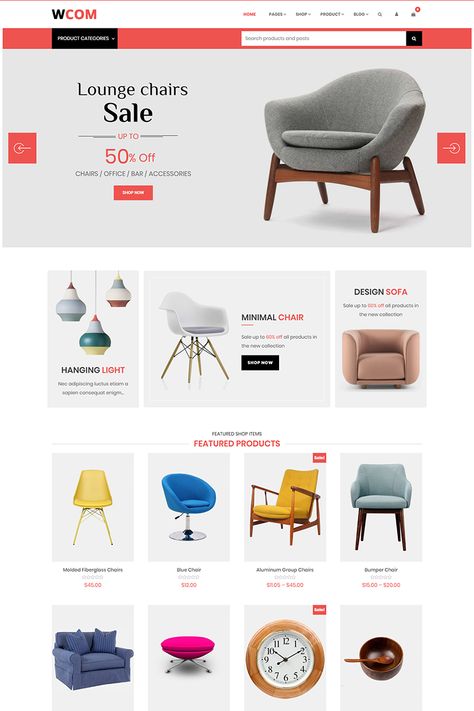 WCOM
HOME
PAGES
SHOP
PRODUCT
BLOG
0
PRODUCT CATEGORIES
Search products and posts
Lounge chairs
Sale
UP TO
50% Off
CHAIRS / OFFICE / BAR / ACCESSORIES
SHOP NOW
HANGING LIGHT
Nec adipiscing luctus etiam a
sapien consequat enigm...
MINIMAL CHAIR
Sale up to 60% off all products in
the new collection
SHOP NOW
DESIGN SOFA
Sale up to 60% off all products in
the new collection
FEATURED SHOP ITEMS
FEATURED PRODUCTS
Molded Fiberglass Chairs
$45.00
Blue Chair
$12.00
Sale!
Aluminum Group Chairs
$11.05 – $45.00
Bumper Chair
$15.00 – $20.00
Sale!